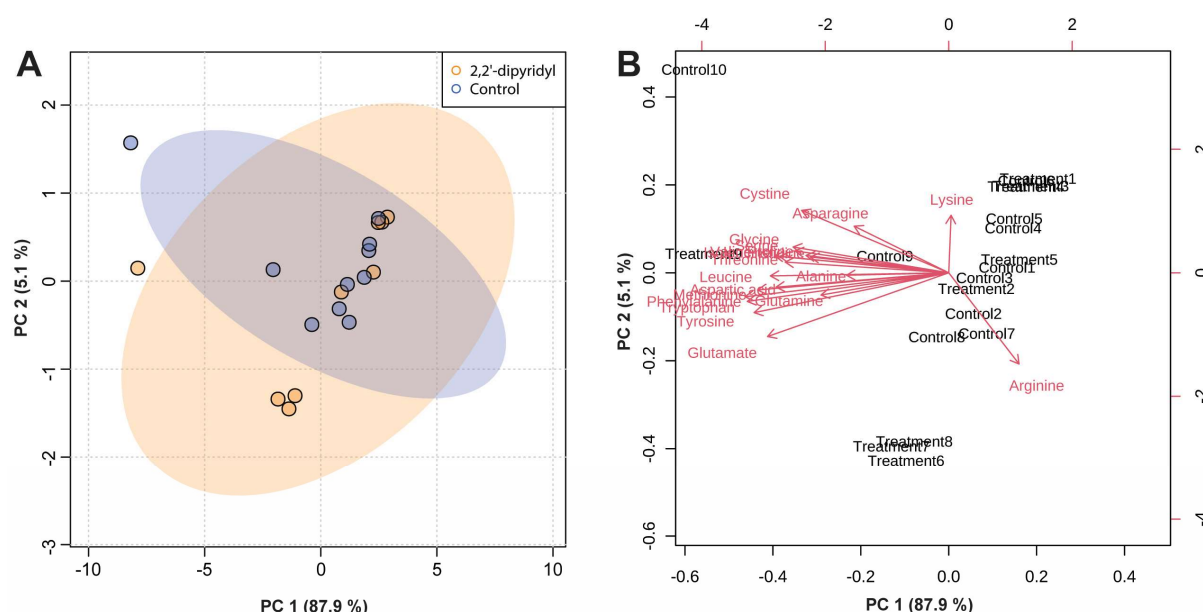 A
2,2'-dipyridyl
Control
PC 2 (5.1 %)
2
1
0
-1
-2
-3
-10
-5
0
5
10
PC 1 (87.9 %)
B
-4
-2
0
2
Control10
Cystine
Asparagine
Lysine
Treatment1
Treatment3
Control5
Control4
Glycine
Serine
Treatment9
Control9
Treatment5
Threonine
Control1
Leucine
Alanine
Control3
Aspartic acid
Treatment2
Methionine
Phenylalanine
Glutamine
Tryptophan
Control2
Tyrosine
Control8
Control7
Glutamate
Arginine
Treatment8
Treatment7
Treatment6
PC 2 (5.1 %)
0.4
0.2
0.0
-0.2
-0.4
-0.6
2
0
-2
-4
-0.6
-0.4
-0.2
0.0
0.2
0.4
PC 1 (87.9 %)